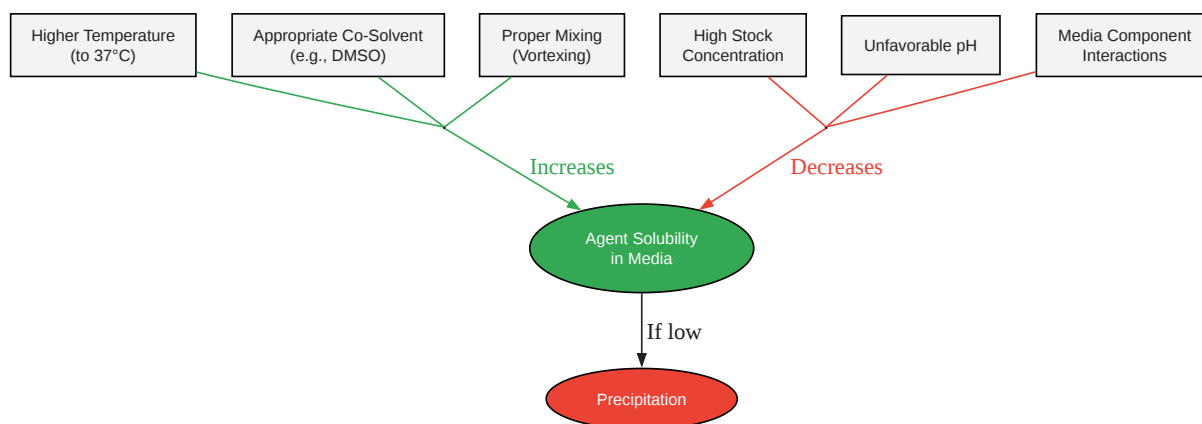 Higher Temperature
(to 37°C)
Appropriate Co-Solvent
(e.g., DMSO)
Proper Mixing
(Vortexing)
High Stock
Concentration
Unfavorable pH
Media Component
Interactions
Increases
Decreases
Agent Solubility
in Media
If low
Precipitation